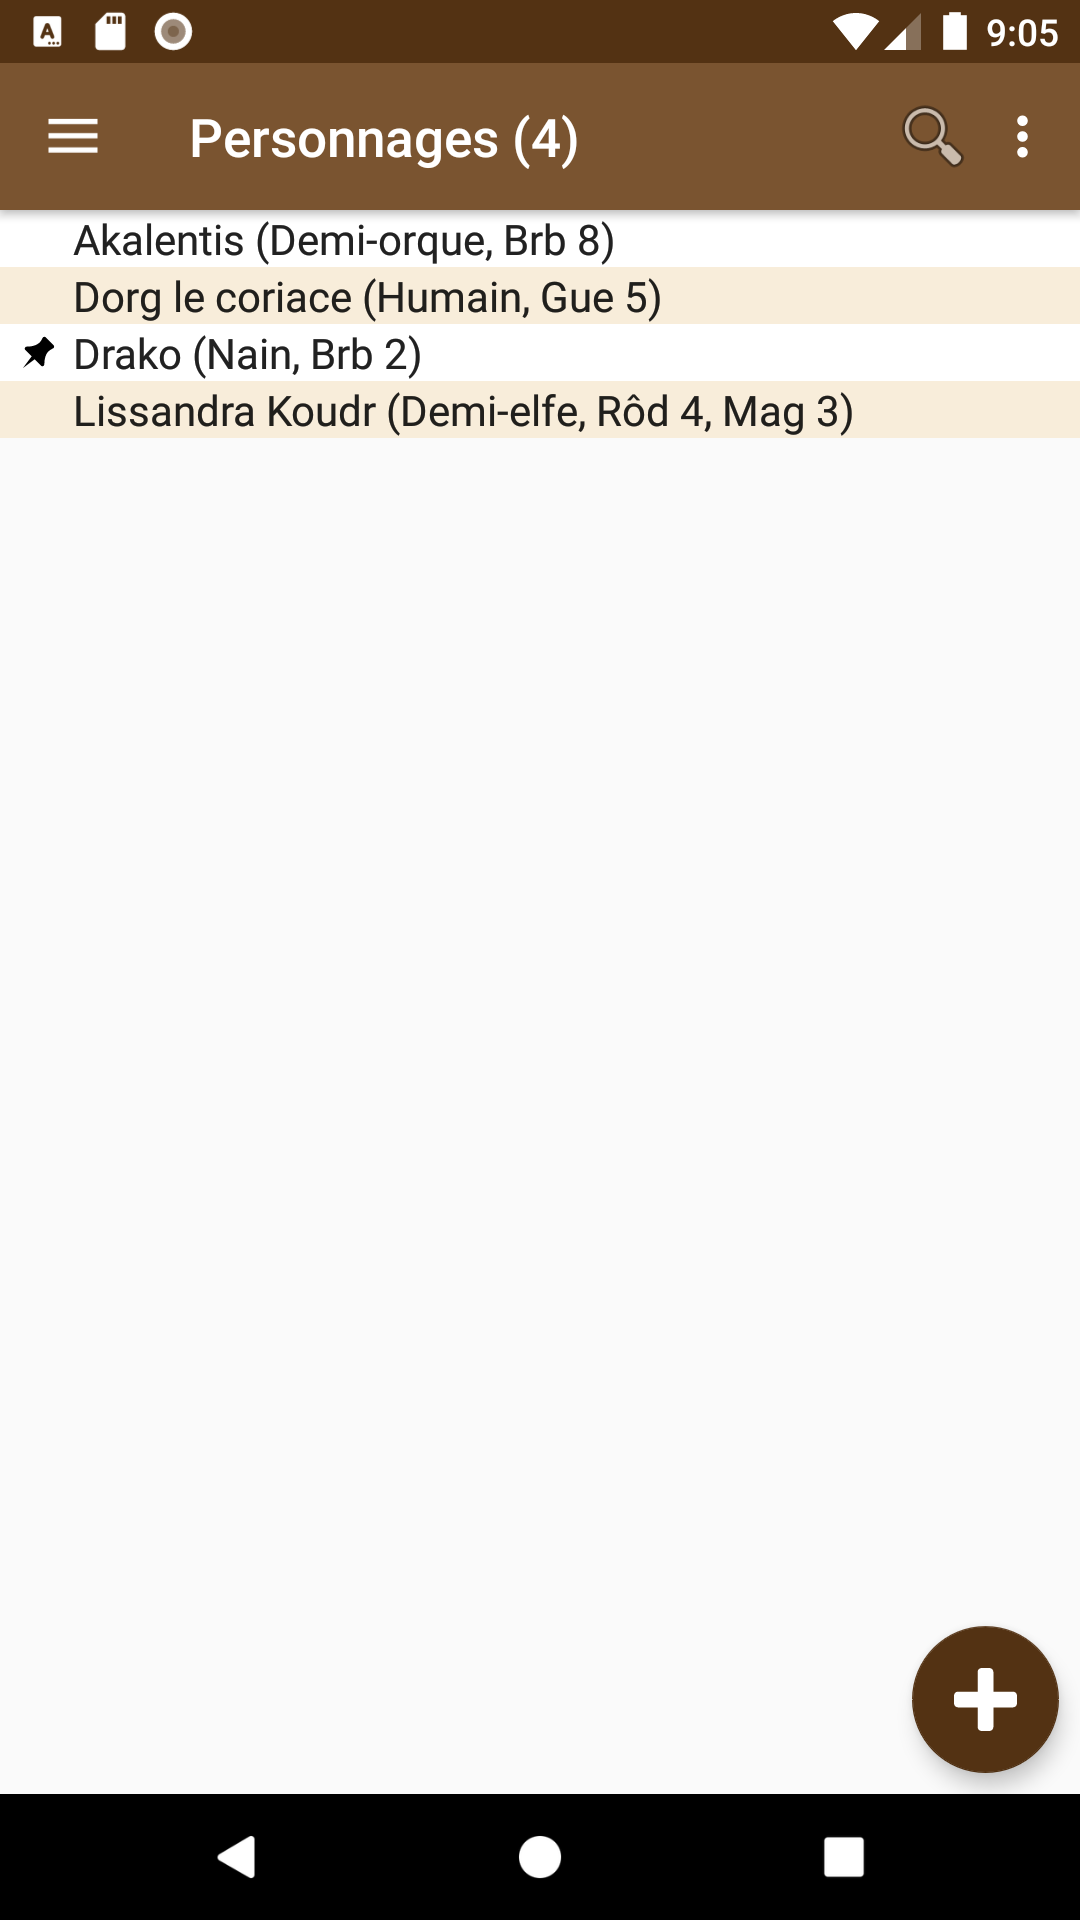 9:05
Personnages (4)
Akalentis (Demi-orque, Brb 8)
Dorg le coriace (Humain, Gue 5)
Drako (Nain, Brb 2)
Lissandra Koudr (Demi-elfe, Rôd 4, Mag 3)